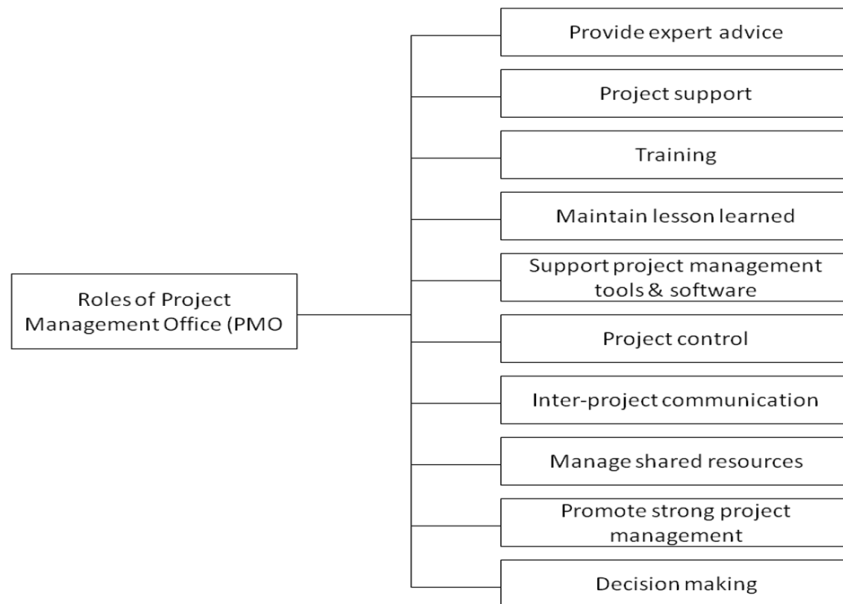 Provide expert advice
Project support
Training
Maintain lesson learned
Support project management
tools & software
Roles of Project
Management Office (PMO
Project control
Inter-project communication
Manage shared resources
Promote strong project
management
Decision making